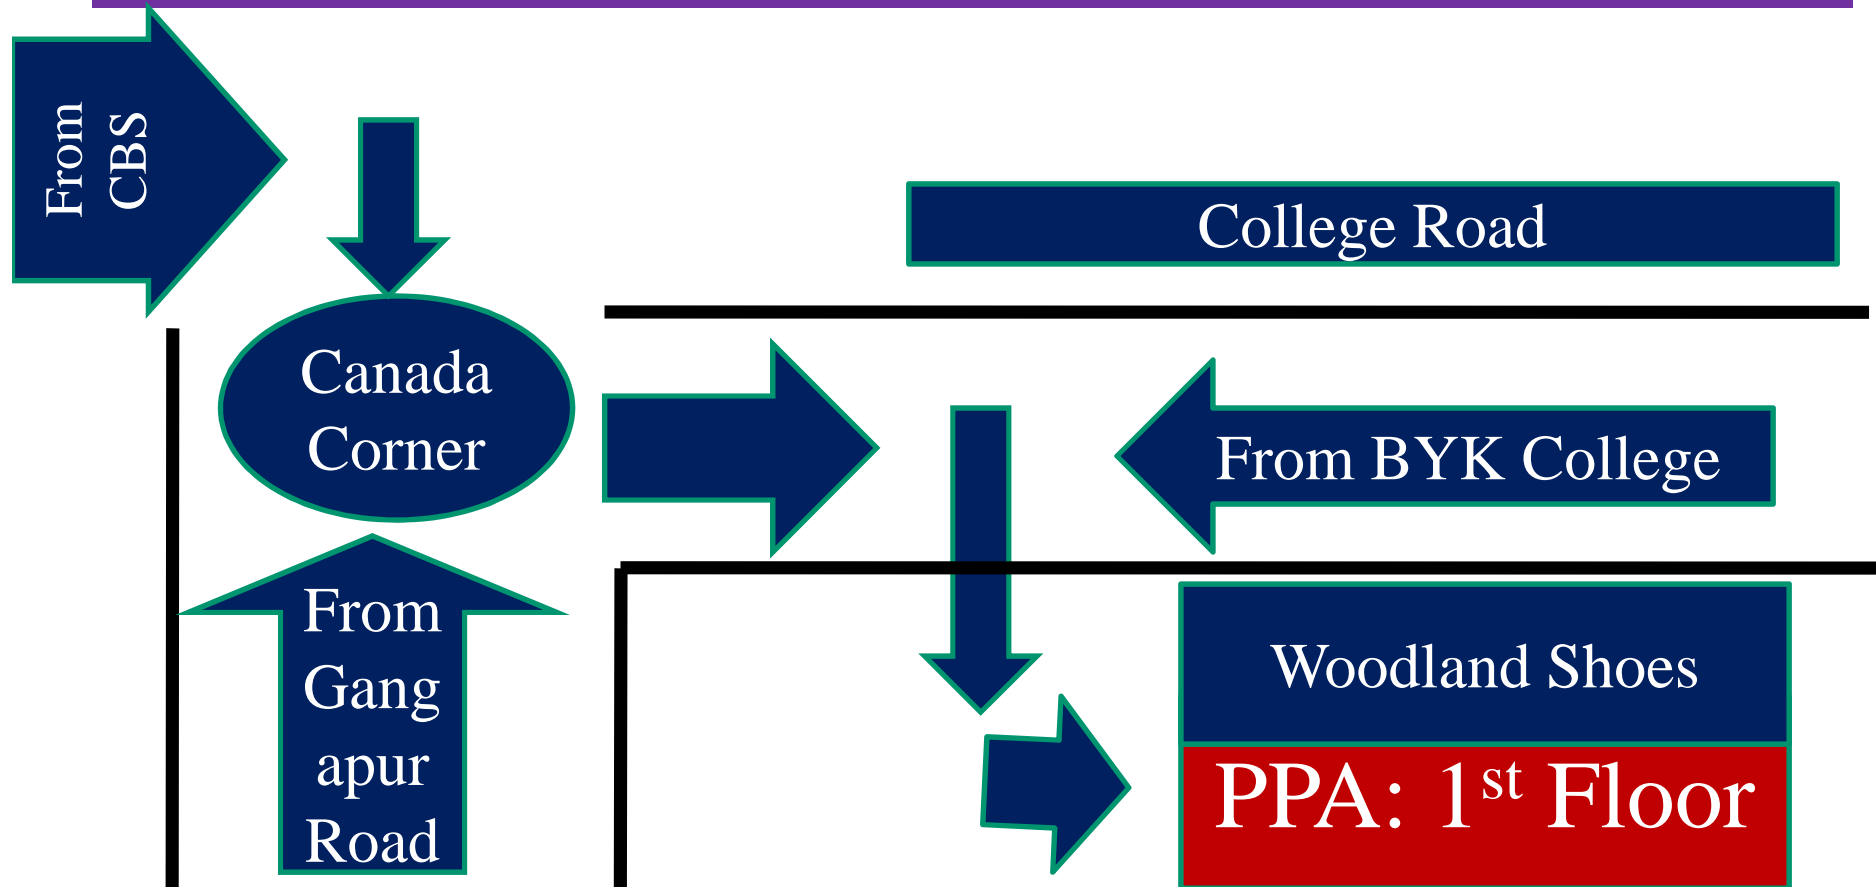 From
CBS
College Road
Canada
Corner
From BYK College
From
Gang
apur
Road
Woodland Shoes
PPA: 1st Floor